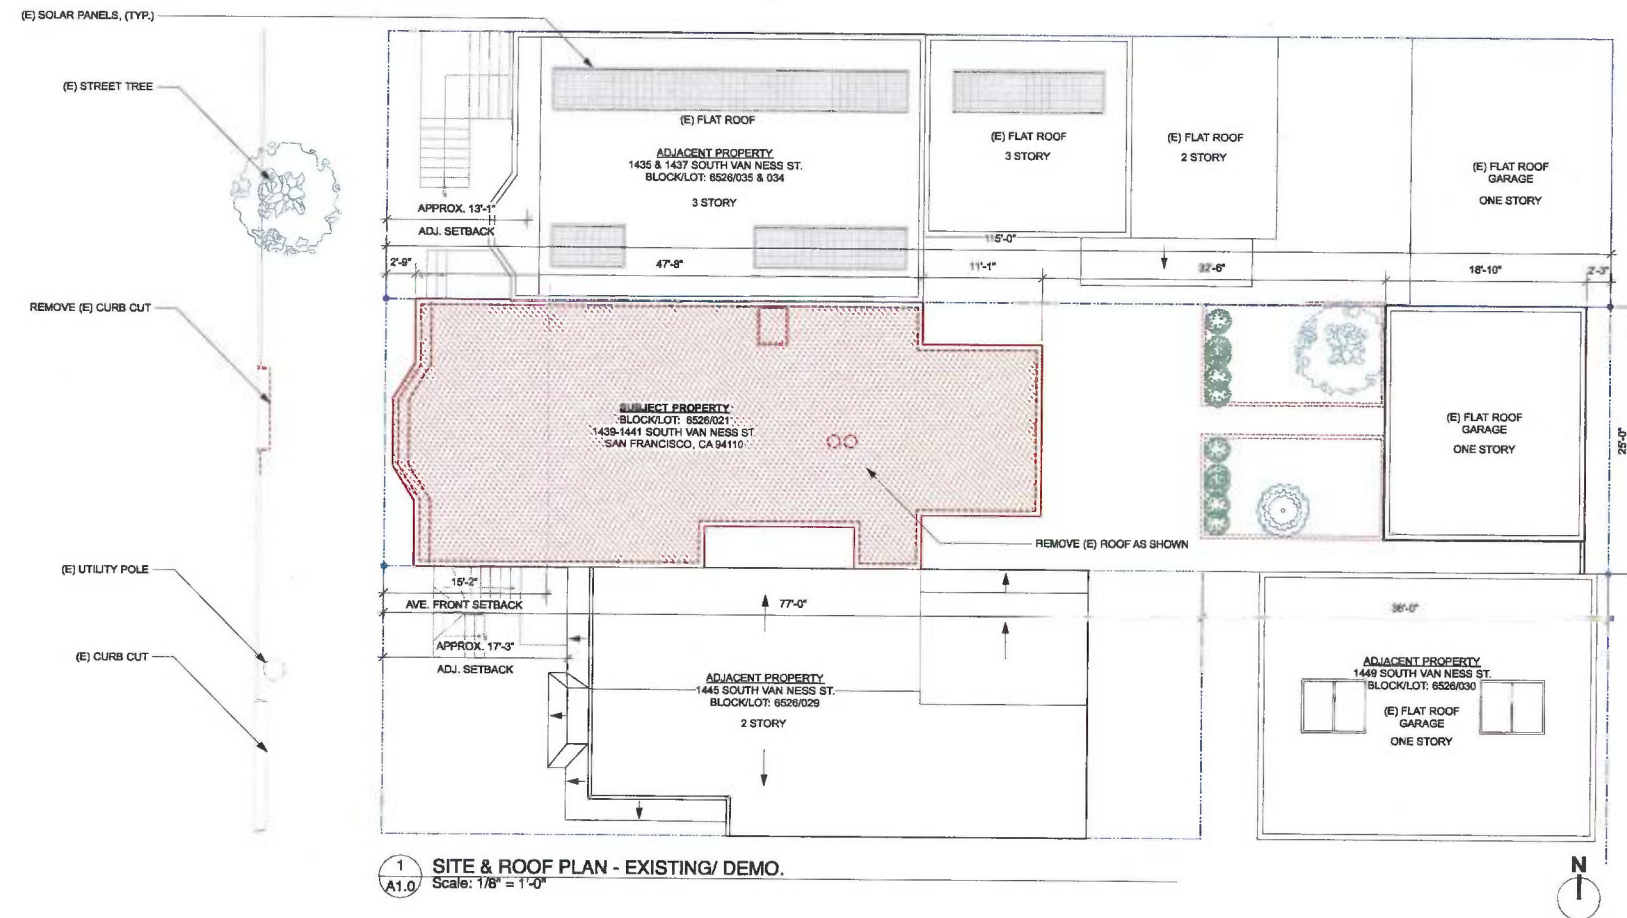 (E) SOLAR PANELS, (TYP.)
(E) STREET TREE
REMOVE (E) CURB CUT
(E) UTILITY POLE
(E) CURB CUT
(E) FLAT ROOF
ADJACENT PROPERTY
1435 & 1437 SOUTH VAN NESS ST.
BLOCK/LOT: 6526/035 & 034
3 STORY
(E) FLAT ROOF
3 STORY
(E) FLAT ROOF
2 STORY
(E) FLAT ROOF
GARAGE
ONE STORY
APPROX. 13'-1"
ADJ. SETBACK
115'-0"
2'-9"
47'-8"
11'-1"
32'-6"
18'-10"
2'-3"
SUBJECT PROPERTY
BLOCK/LOT: 6526/021
1439-1441 SOUTH VAN NESS ST.
SAN FRANCISCO, CA 94110
REMOVE (E) ROOF AS SHOWN
(E) FLAT ROOF
GARAGE
ONE STORY
25'-0"
15'-2"
AVE. FRONT SETBACK
77'-0"
APPROX. 17'-3"
ADJ. SETBACK
ADJACENT PROPERTY
1445 SOUTH VAN NESS ST.
BLOCK/LOT: 6526/029
2 STORY
ADJACENT PROPERTY
1449 SOUTH VAN NESS ST.
BLOCK/LOT: 6526/030
(E) FLAT ROOF
GARAGE
ONE STORY
1
A1.0
SITE & ROOF PLAN - EXISTING/ DEMO.
Scale: 1/8" = 1'-0"
N